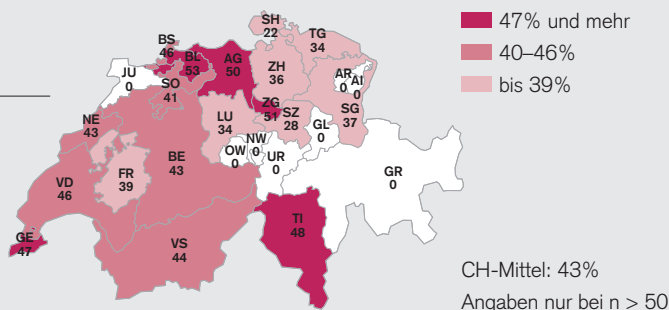 SH
22
TG
34
BS
46
BL
53
AG
50
ZH
36
JU
0
AR
0
AI
0
SO
41
ZG
51
SZ
28
SG
37
NE
43
LU
34
GL
0
NW
0
OW
0
UR
0
BE
43
FR
39
GR
0
VD
46
TI
48
GE
47
VS
44
47% und mehr
40–46%
bis 39%
CH-Mittel: 43%
Angaben nur bei n > 50